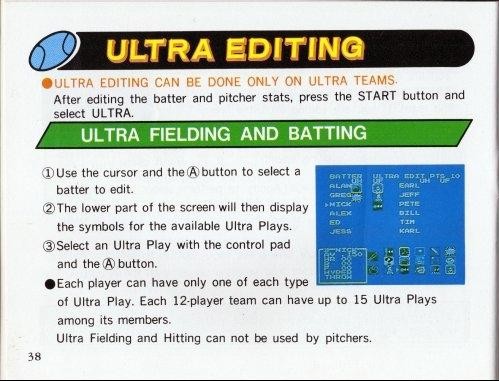 ULTRA EDITING
●ULTRA EDITING CAN BE DONE ONLY ON ULTRA TEAMS.
After editing the batter and pitcher stats, press the START button and
select ULTRA.
ULTRA FIELDING AND BATTING
①Use the cursor and the Ⓐ button to select a
batter to edit.
②The lower part of the screen will then display
the symbols for the available Ultra Plays.
③Select an Ultra Play with the control pad
and the Ⓐ button.
●Each player can have only one of each type
of Ultra Play. Each 12-player team can have up to 15 Ultra Plays
among its members.
Ultra Fielding and Hitting can not be used by pitchers.
38
BATTER ULTRA EDIT PTS 10
UH UF UH UF
ALAN EARL
GREG JEFF
▸NICK PETE
ALEX BILL
ED TIM
JESS KARL
NICK
HYPER
THROW